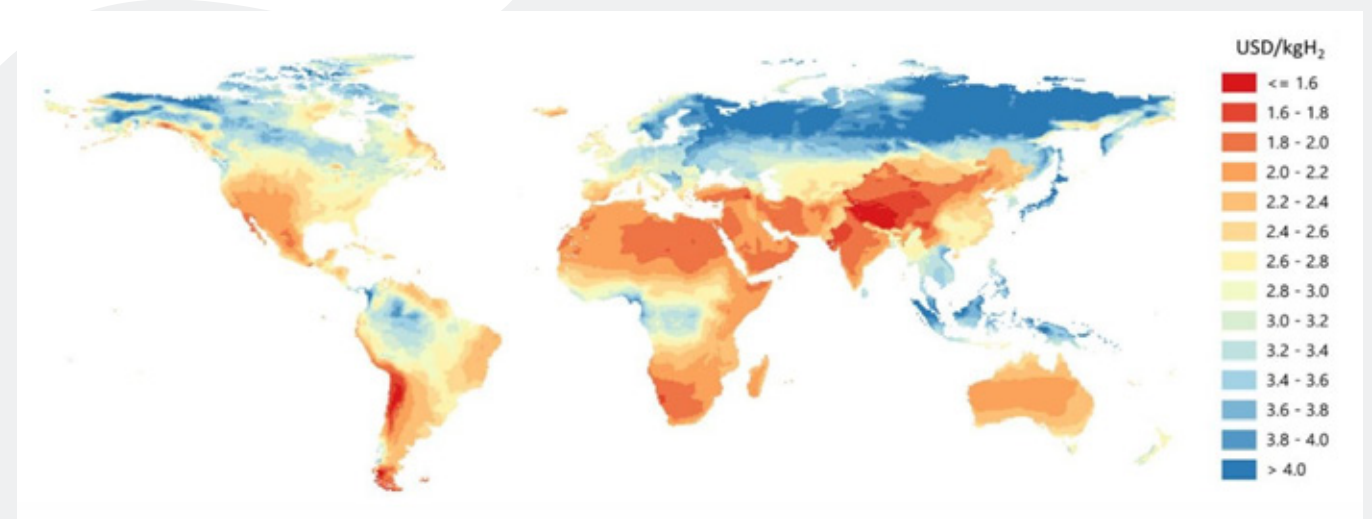 USD/kgH₂
<= 1.6
1.6 - 1.8
1.8 - 2.0
2.0 - 2.2
2.2 - 2.4
2.4 - 2.6
2.6 - 2.8
2.8 - 3.0
3.0 - 3.2
3.2 - 3.4
3.4 - 3.6
3.6 - 3.8
3.8 - 4.0
> 4.0